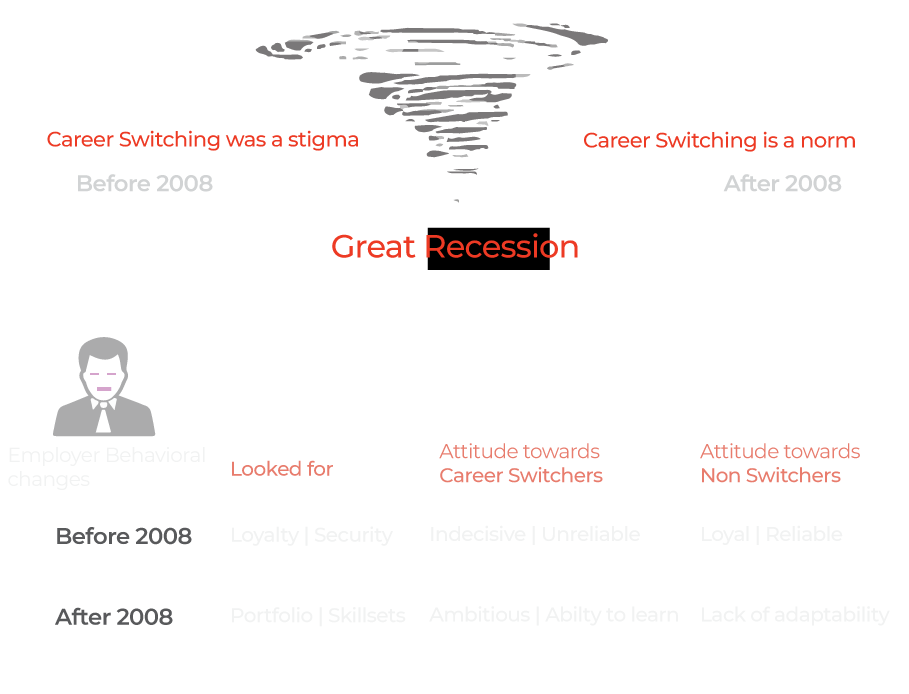 Career Switching was a stigma
Career Switching is a norm
Before 2008
After 2008
Great Recession
Employer Behavioral
changes
Looked for
Attitude towards
Career Switchers
Attitude towards
Non Switchers
Before 2008
Loyalty | Security
Indecisive | Unreliable
Loyal | Reliable
After 2008
Portfolio | Skillsets
Ambitious | Abilty to learn
Lack of adaptability